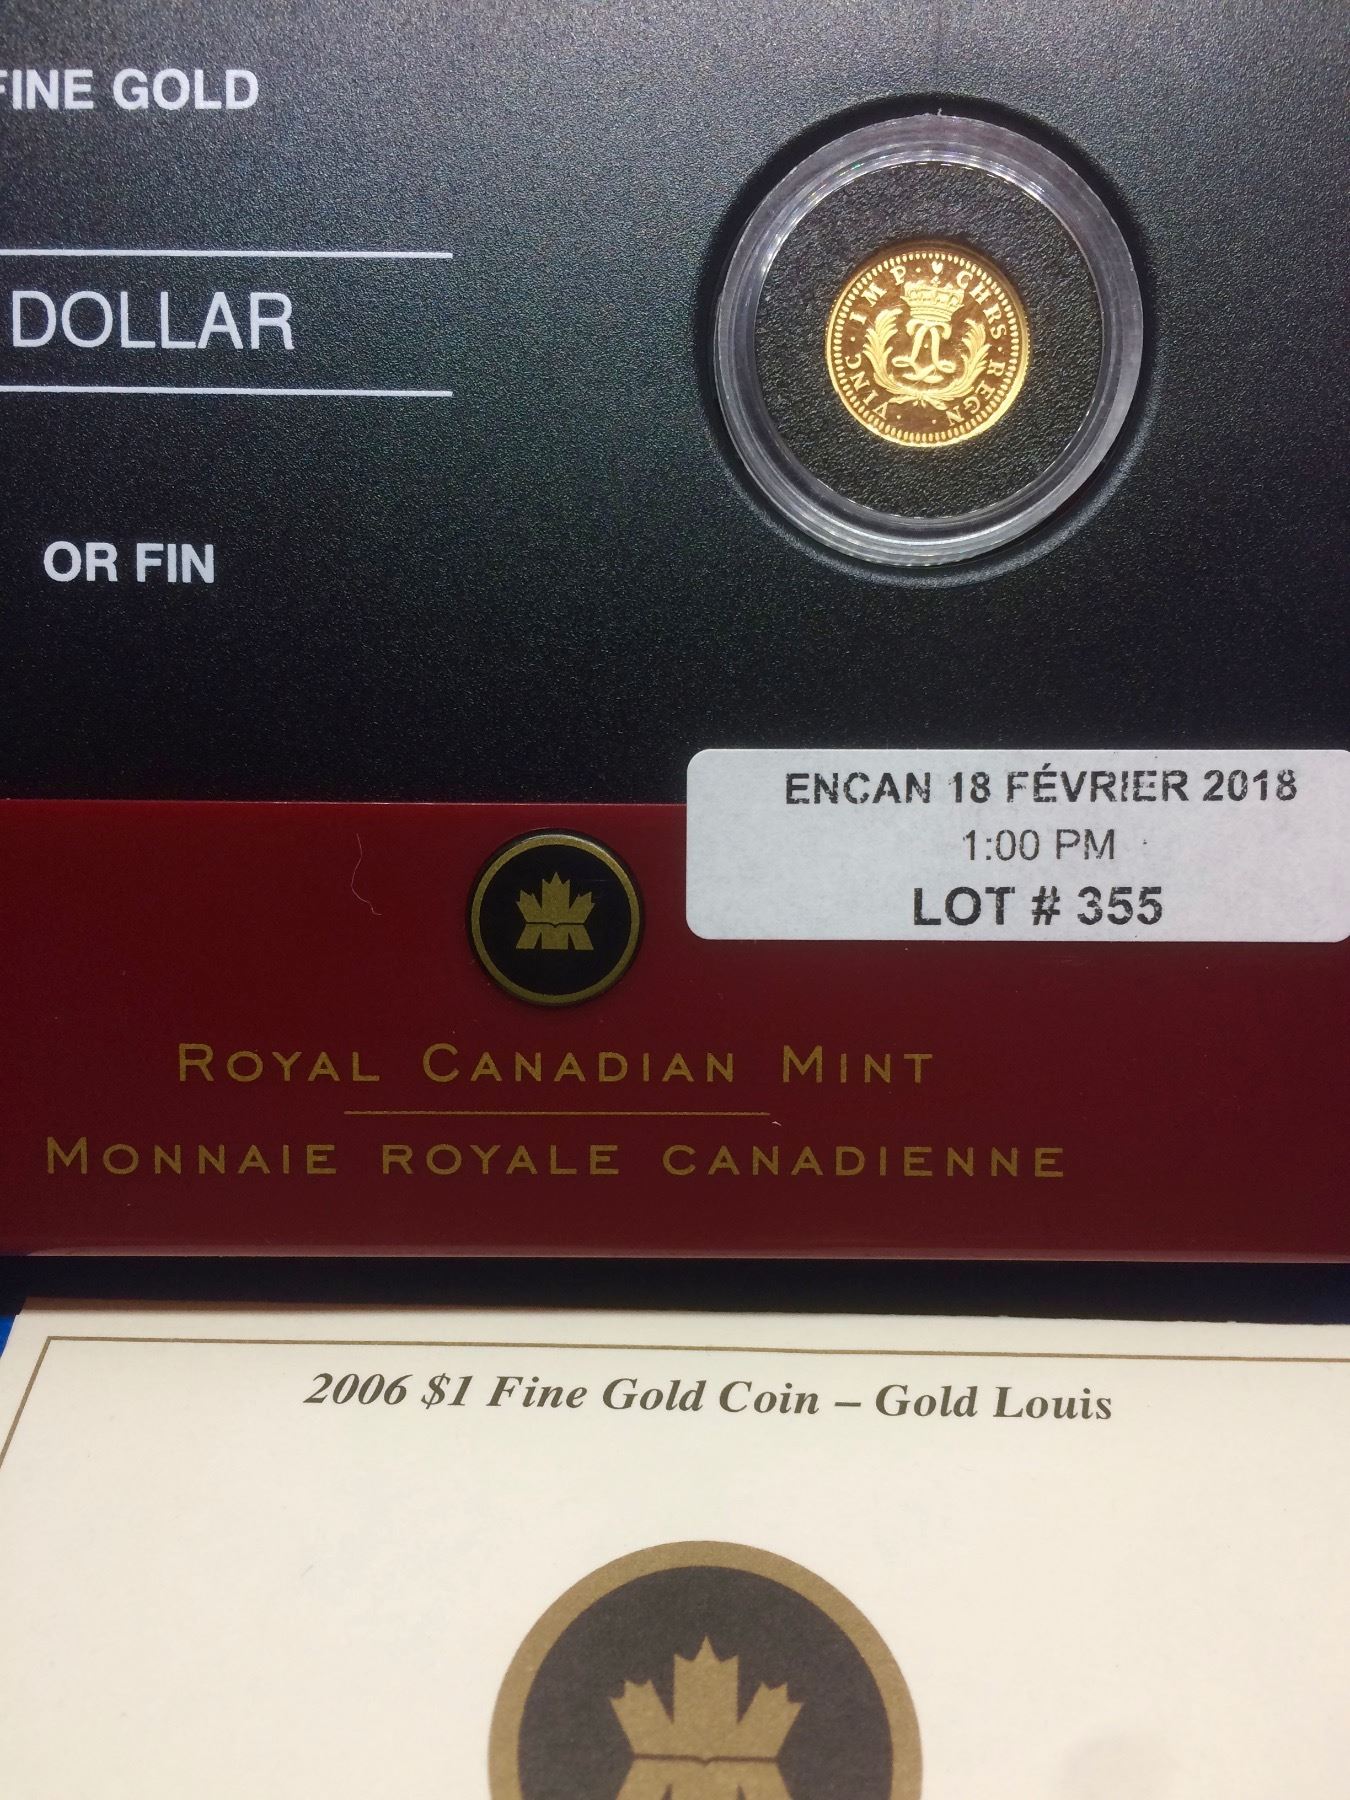 FINE GOLD
DOLLAR
OR FIN
VINC · IMP · CHRS · REGN ·
ENCAN 18 FÉVRIER 2018
1:00 PM
LOT # 355
ROYAL CANADIAN MINT
MONNAIE ROYALE CANADIENNE
2006 $1 Fine Gold Coin – Gold Louis